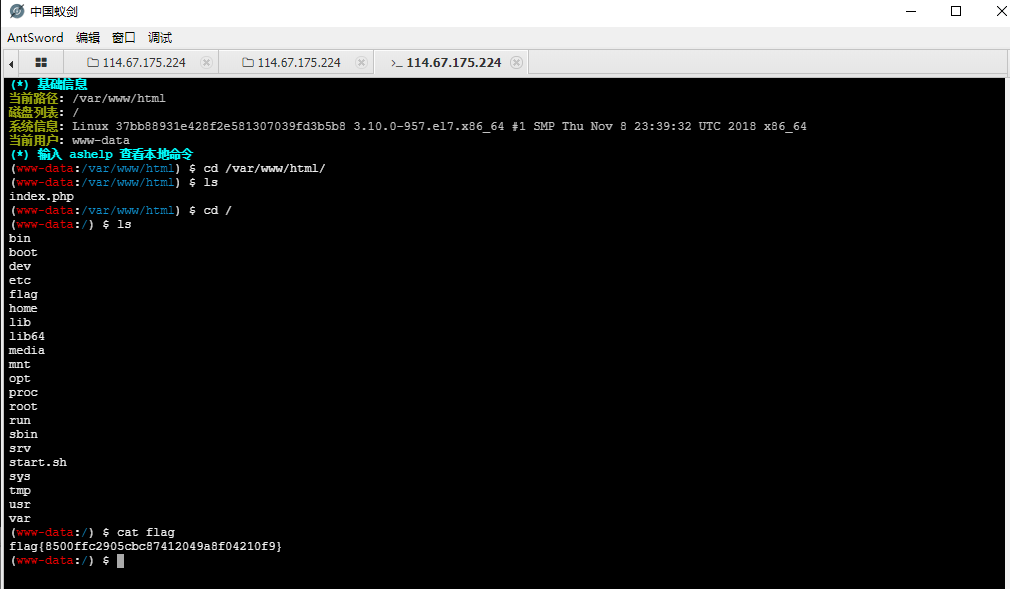 中国蚁剑
AntSword 编辑 窗口 调试
114.67.175.224 114.67.175.224 >_ 114.67.175.224
(*) 基础信息
当前路径: /var/www/html
磁盘列表: /
系统信息: Linux 37bb88931e428f2e581307039fd3b5b8 3.10.0-957.el7.x86_64 #1 SMP Thu Nov 8 23:39:32 UTC 2018 x86_64
当前用户: www-data
(*) 输入 ashelp 查看本地命令
(www-data:/var/www/html) $ cd /var/www/html/
(www-data:/var/www/html) $ ls
index.php
(www-data:/var/www/html) $ cd /
(www-data:/) $ ls
bin
boot
dev
etc
flag
home
lib
lib64
media
mnt
opt
proc
root
run
sbin
srv
start.sh
sys
tmp
usr
var
(www-data:/) $ cat flag
flag{8500ffc2905cbc87412049a8f04210f9}
(www-data:/) $